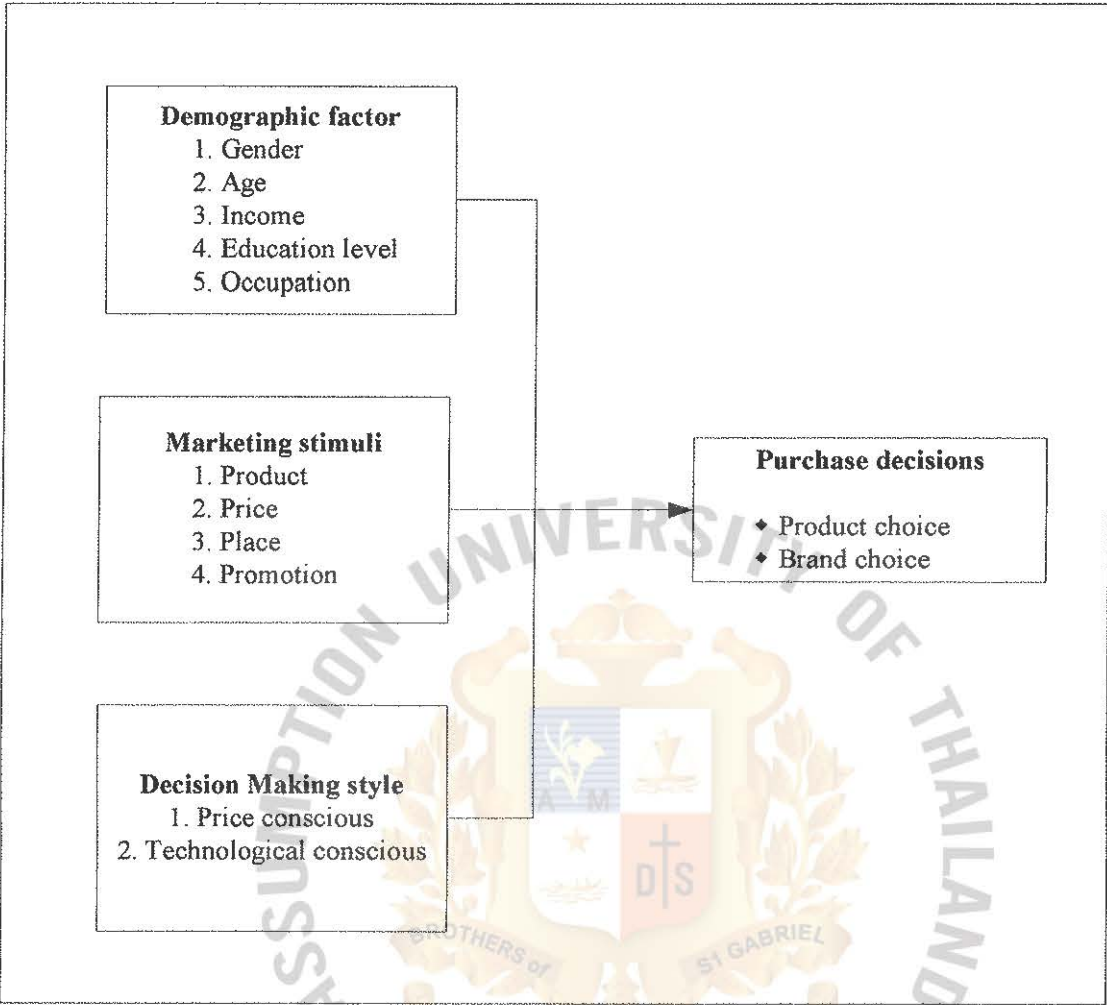 Demographic factor
1. Gender
2. Age
3. Income
4. Education level
5. Occupation
Marketing stimuli
1. Product
2. Price
3. Place
4. Promotion
Purchase decisions
◆ Product choice
◆ Brand choice
Decision Making style
1. Price conscious
2. Technological conscious
ASSUMPTION UNIVERSITY OF THAILAND
A M
D S
BROTHERS of ST GABRIEL